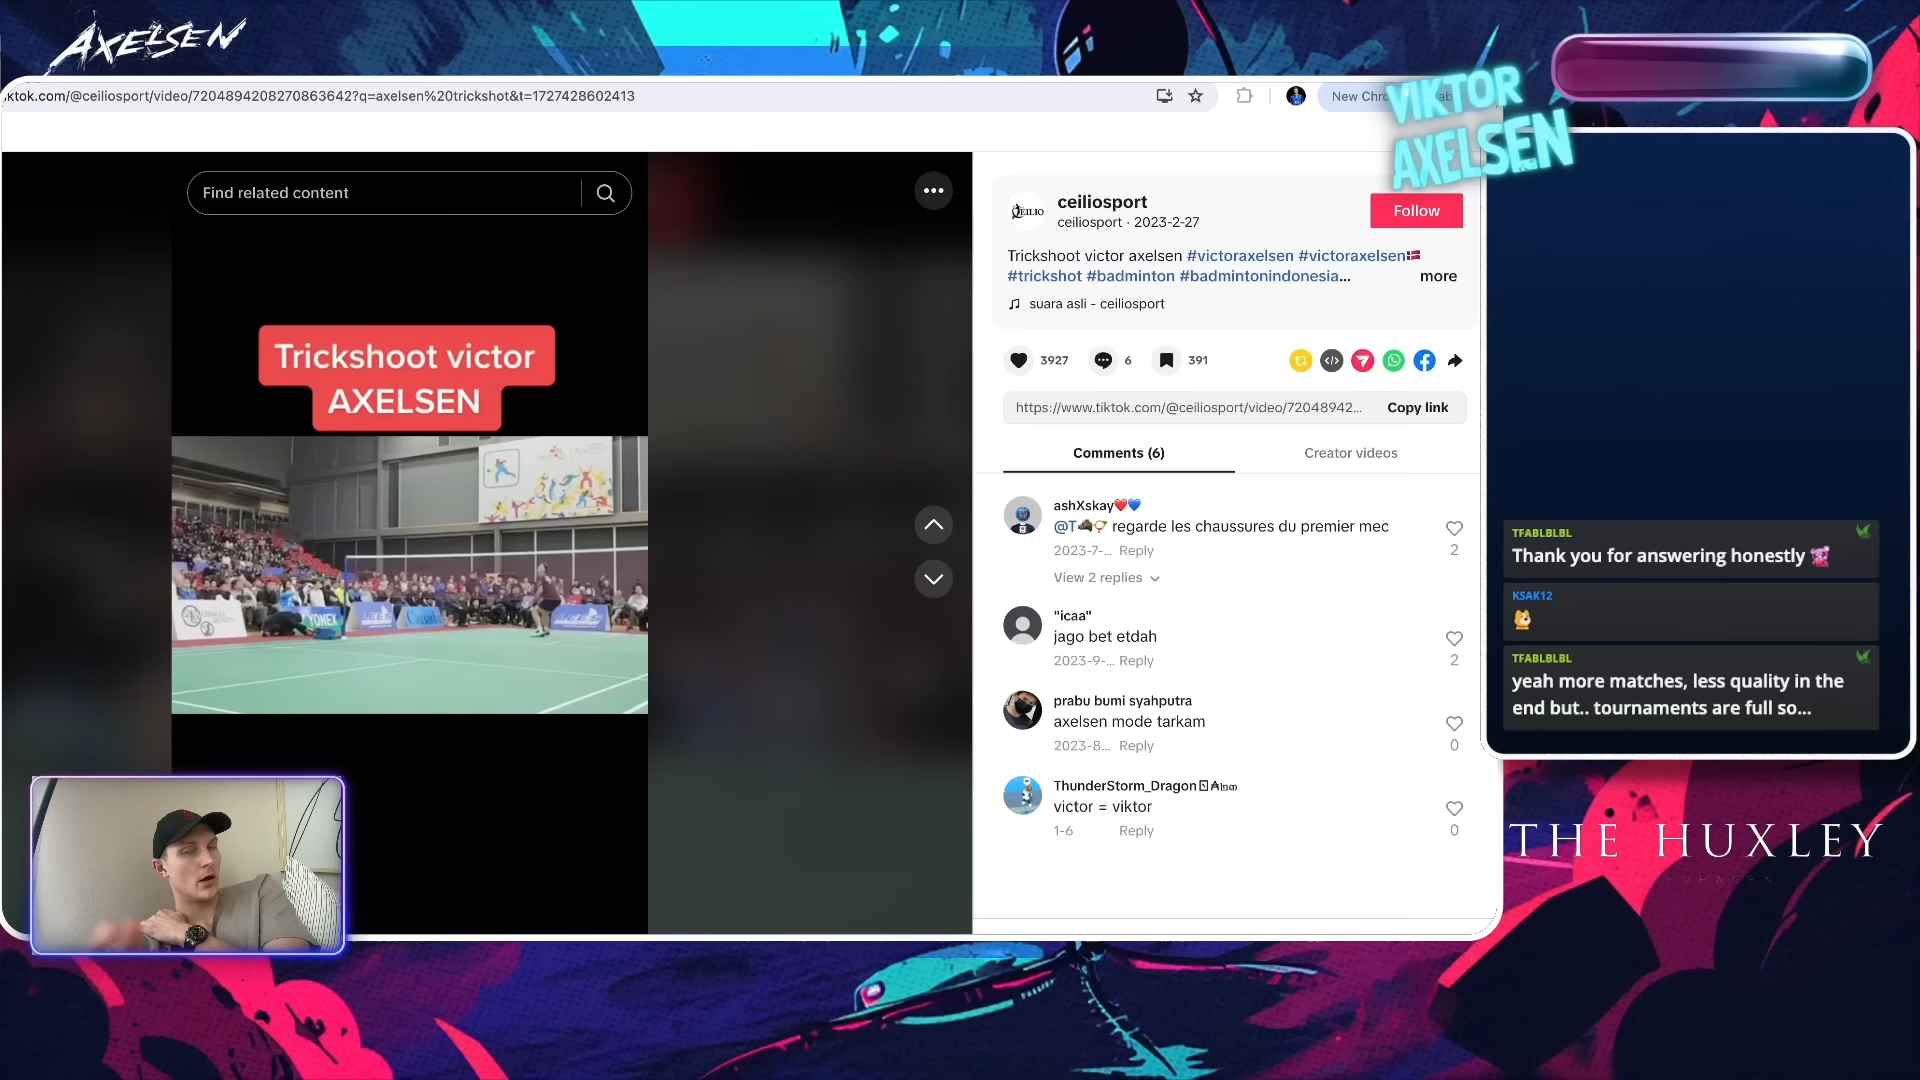 AXELSEN
ktok.com/@ceiliosport/video/7204894208270863642?q=axelsen%20trickshot&t=1727428602413
New Chro
VIKTOR
AXELSEN
Find related content
Trickshoot victor
AXELSEN
YONEX
Canada
CEILIO
ceiliosport
ceiliosport · 2023-2-27
Follow
Trickshoot victor axelsen #victoraxelsen #victoraxelsen🇩🇰
#trickshot #badminton #badmintonindonesia...
more
suara asli - ceiliosport
3927
6
391
https://www.tiktok.com/@ceiliosport/video/72048942...
Copy link
Comments (6)
Creator videos
ashXskay❤️💙
@T regarde les chaussures du premier mec
2023-7-... Reply
2
View 2 replies
"icaa"
jago bet etdah
2023-9-... Reply
2
prabu bumi syahputra
axelsen mode tarkam
2023-8... Reply
0
ThunderStorm_Dragon
victor = viktor
1-6 Reply
0
TFABLBLBL
Thank you for answering honestly
KSAK12
TFABLBLBL
yeah more matches, less quality in the
end but.. tournaments are full so...
THE HUXLEY